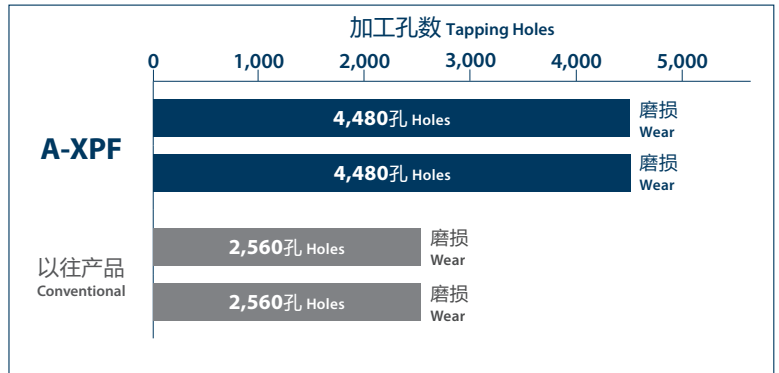 加工孔数 Tapping Holes
0 1,000 2,000 3,000 4,000 5,000
A-XPF
4,480孔 Holes
磨损
Wear
4,480孔 Holes
磨损
Wear
以往产品
Conventional
2,560孔 Holes
磨损
Wear
2,560孔 Holes
磨损
Wear